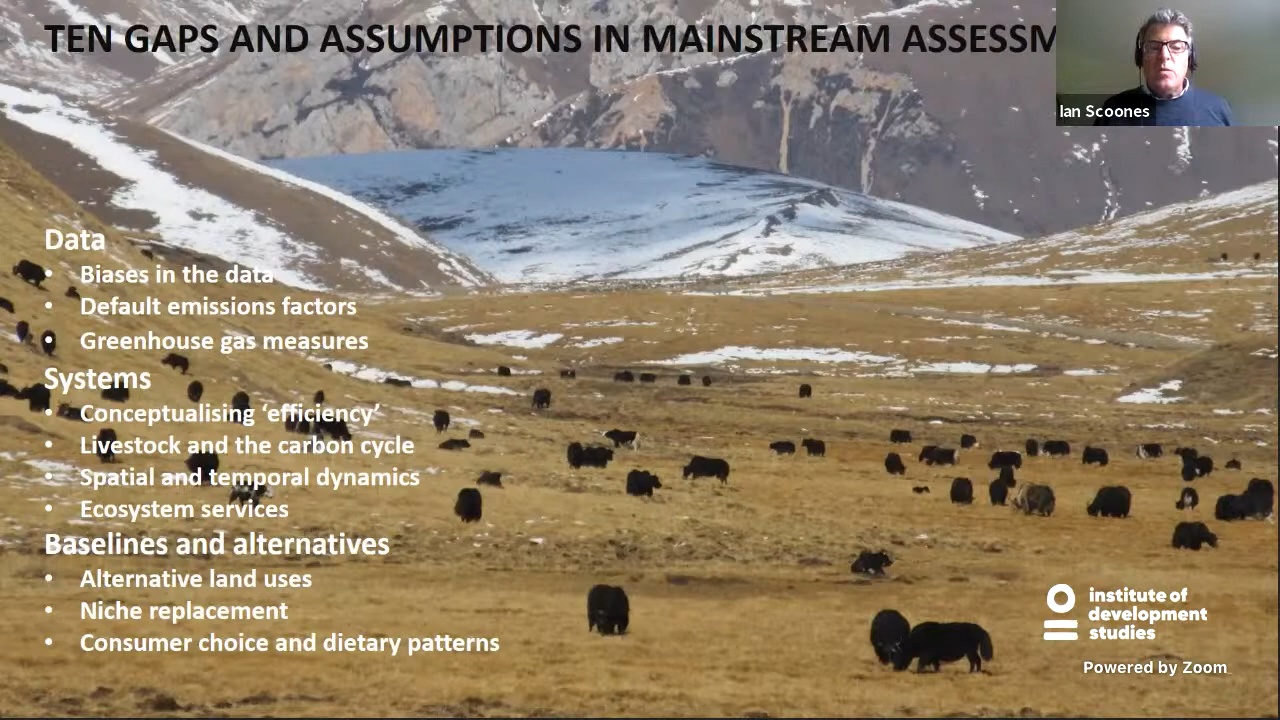 TEN GAPS AND ASSUMPTIONS IN MAINSTREAM ASSESSM
Ian Scoones
Data
• Biases in the data
• Default emissions factors
• Greenhouse gas measures
Systems
• Conceptualising ‘efficiency’
• Livestock and the carbon cycle
• Spatial and temporal dynamics
• Ecosystem services
Baselines and alternatives
• Alternative land uses
• Niche replacement
• Consumer choice and dietary patterns
institute of
development
studies
Powered by Zoom